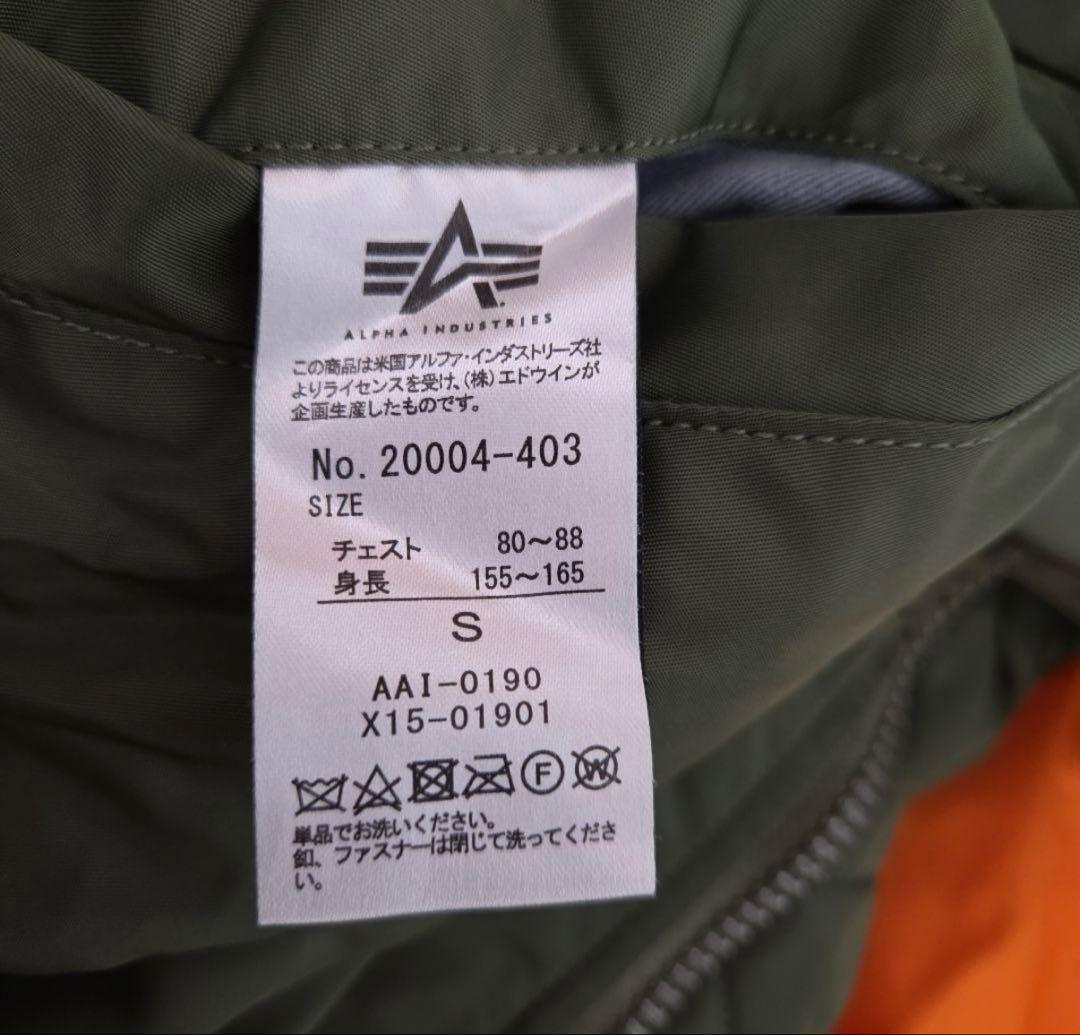 ALPHA INDUSTRIES
この商品は米国アルファ・インダストリーズ社
よりライセンスを受け、(株)エドウインが
企画生産したものです。
No. 20004-403
SIZE
チェスト 80〜88
身長 155〜165
S
AAI-0190
X15-01901
F W
単品でお洗いください。
釦、ファスナーは閉じて洗ってくださ
い。